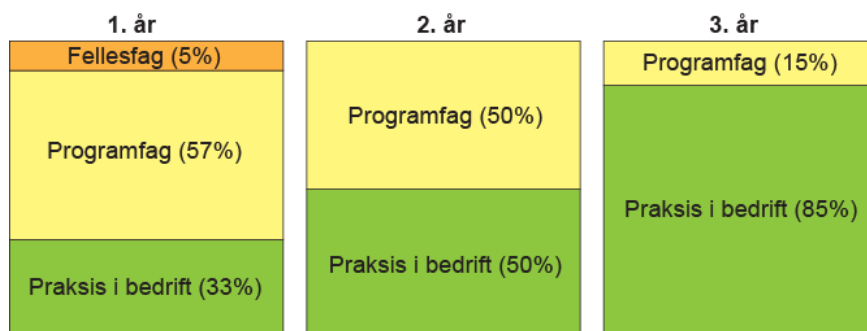 1. år
Fellesfag (5%)
Programfag (57%)
Praksis i bedrift (33%)
2. år
Programfag (50%)
Praksis i bedrift (50%)
3. år
Programfag (15%)
Praksis i bedrift (85%)